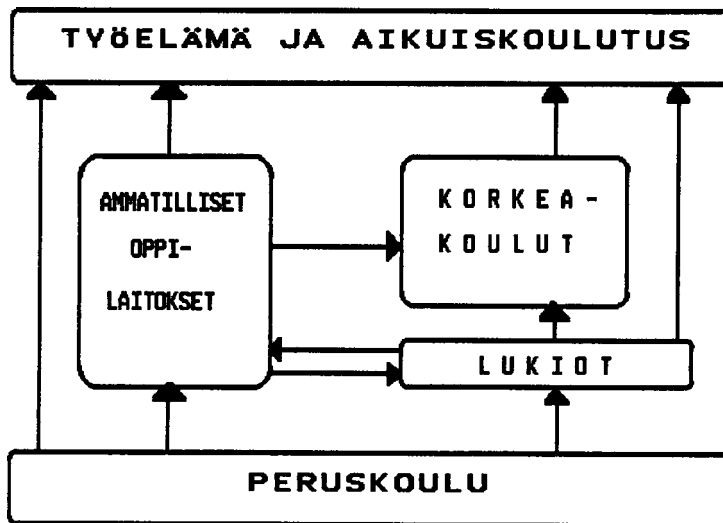 TYÖELÄMÄ JA AIKUISKOULUTUS
AMMATILLISET
OPPI-
LAITOKSET
KORKEA-
KOULUT
LUKIOT
PERUSKOULU